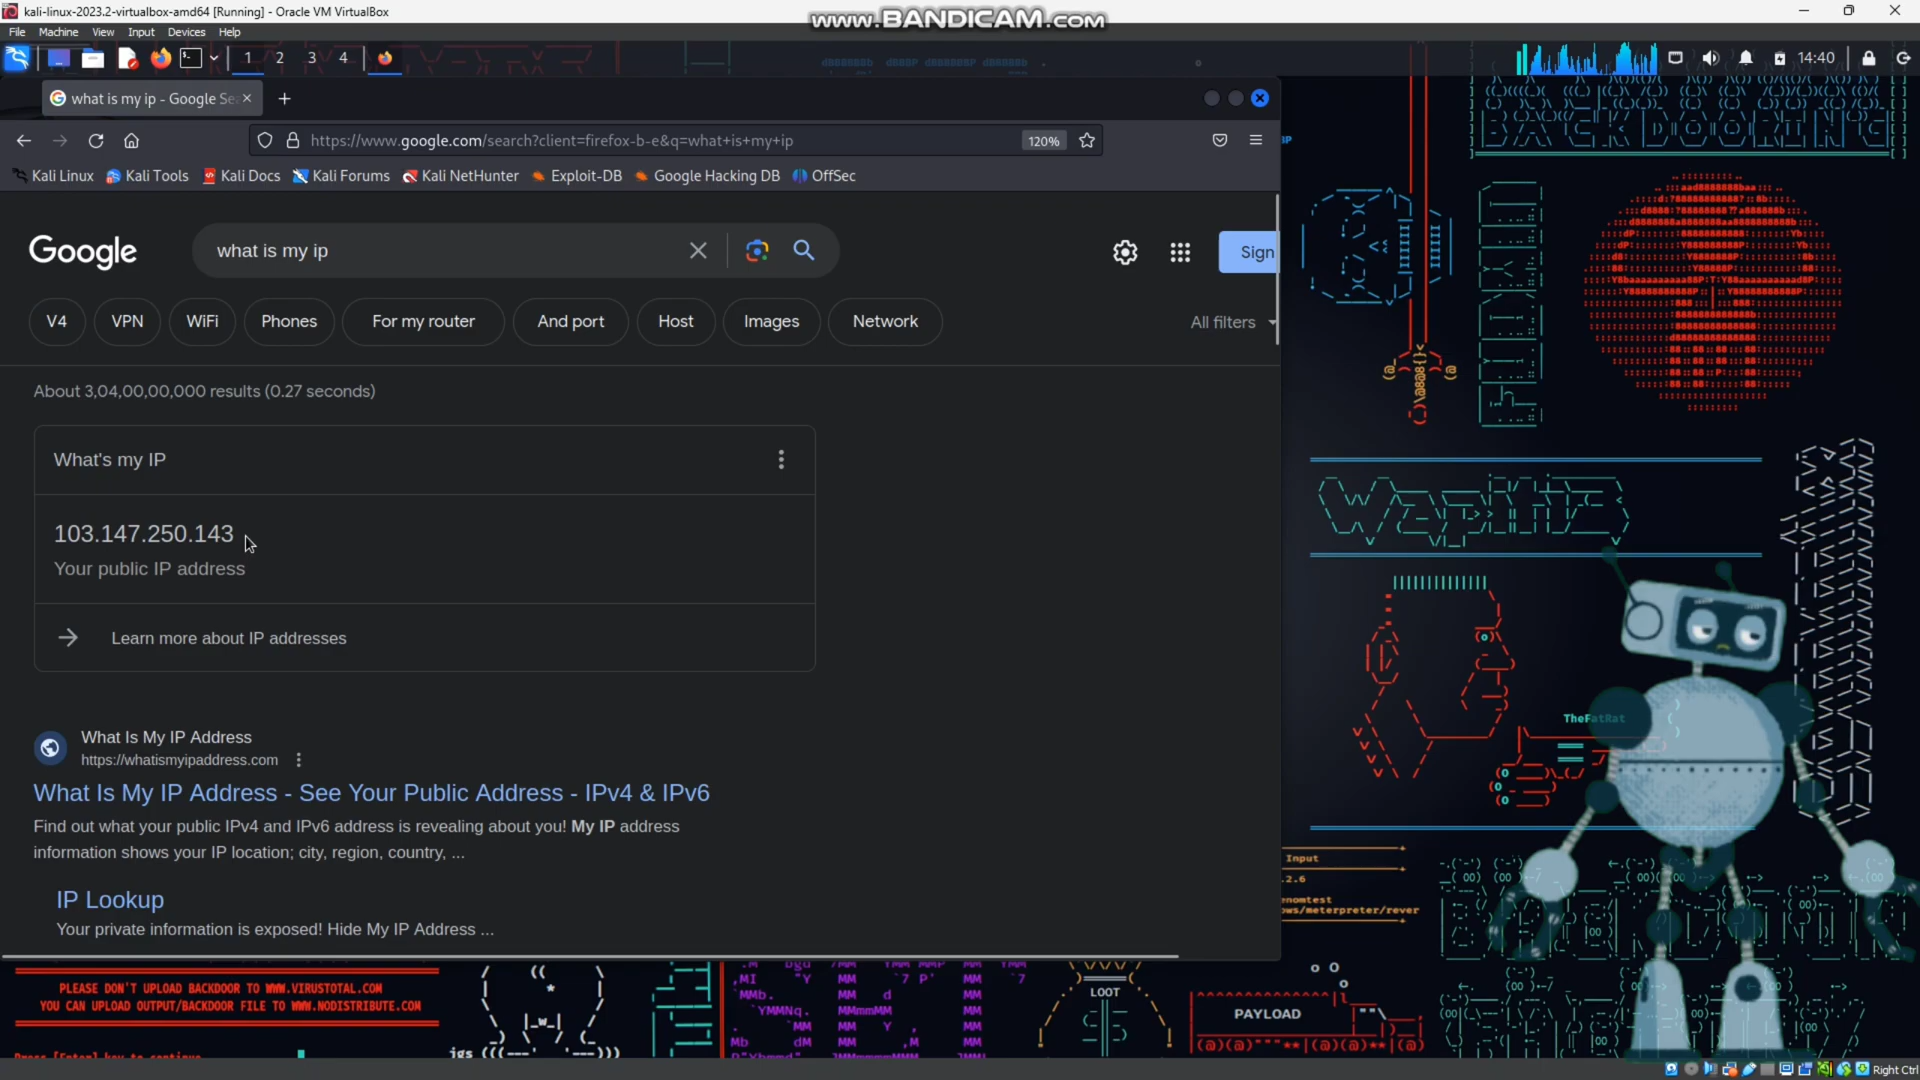 kali-linux-2023.2-virtualbox-amd64 [Running] - Oracle VM VirtualBox
www.BANDICAM.com
File Machine View Input Devices Help
1 2 3 4
14:40
what is my ip - Google Se
https://www.google.com/search?client=firefox-b-e&q=what+is+my+ip
120%
Kali Linux Kali Tools Kali Docs Kali Forums Kali NetHunter Exploit-DB Google Hacking DB OffSec
Google
what is my ip
Sign
V4 VPN WiFi Phones For my router And port Host Images Network
All filters
About 3,04,00,00,000 results (0.27 seconds)
What's my IP
103.147.250.143
Your public IP address
Learn more about IP addresses
What Is My IP Address
https://whatismyipaddress.com
What Is My IP Address - See Your Public Address - IPv4 & IPv6
Find out what your public IPv4 and IPv6 address is revealing about you! My IP address
information shows your IP location; city, region, country, ...
IP Lookup
Your private information is exposed! Hide My IP Address ...
Wapiti3
TheFatRat
Input
.2.6
enomtest
ows/meterpreter/rever
PLEASE DON'T UPLOAD BACKDOOR TO WWW.VIRUSTOTAL.COM
YOU CAN UPLOAD OUTPUT/BACKDOOR FILE TO WWW.NODISTRIBUTE.COM
LOOT
PAYLOAD
jgs
Right Ctrl